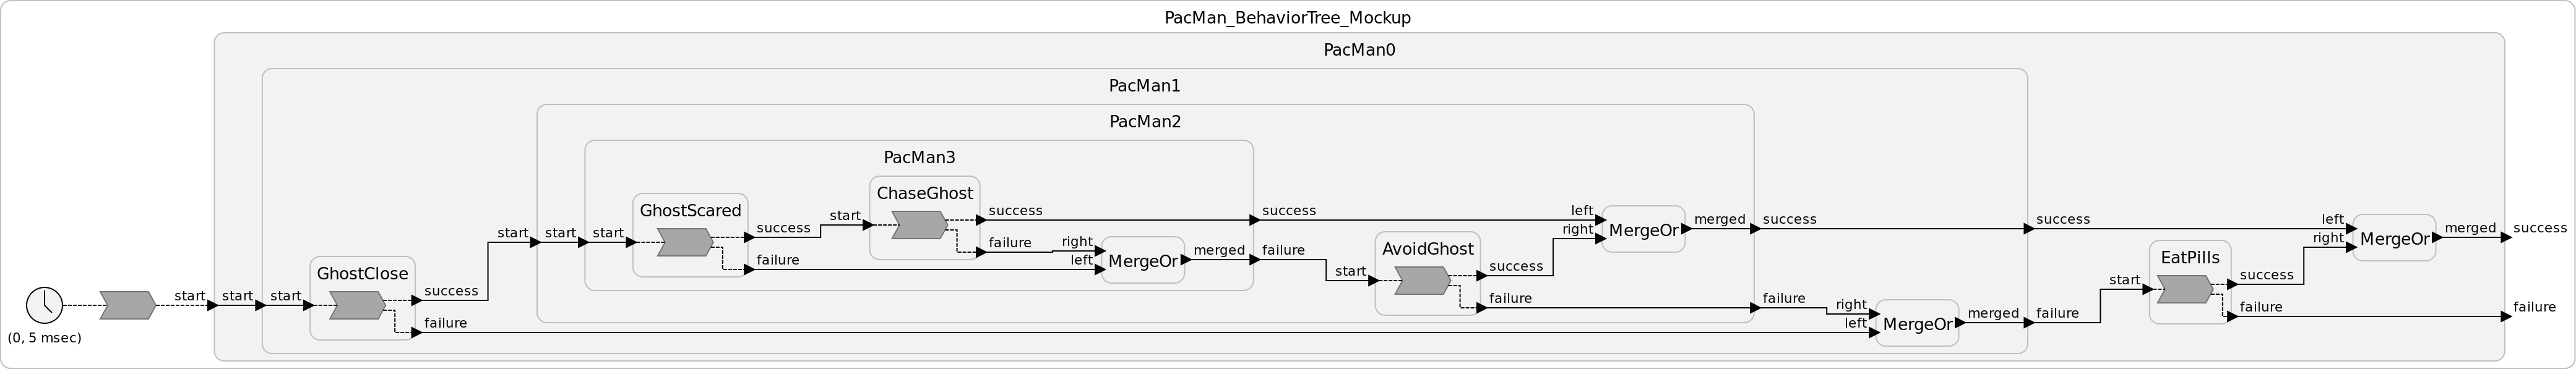 PacMan_BehaviorTree_Mockup
PacMan0
PacMan1
PacMan2
PacMan3
(0, 5 msec)
start
start
start
GhostClose
success
failure
start
start
start
GhostScared
success
failure
start
ChaseGhost
success
failure
right
left
MergeOr
merged
success
failure
start
AvoidGhost
success
failure
left
right
MergeOr
merged
success
failure
right
left
MergeOr
merged
success
failure
start
EatPills
success
failure
left
right
MergeOr
merged
success
failure